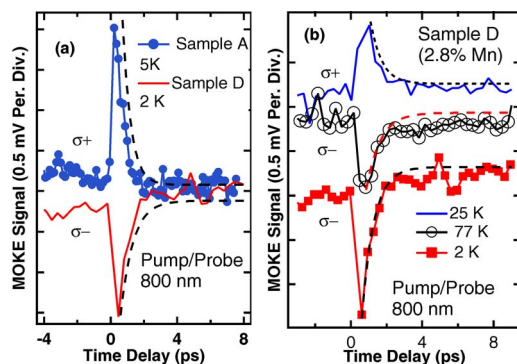 MOKE Signal (0.5 mV Per. Div.)
(a)
Sample A
5K
Sample D
2 K
σ+
σ−
Pump/Probe
800 nm
-4 0 4 8
Time Delay (ps)
MOKE Signal (0.5 mV Per. Div.)
(b) Sample D
(2.8% Mn)
σ+
σ−
σ−
25 K
77 K
2 K
Pump/Probe
800 nm
0 4 8
Time Delay (ps)